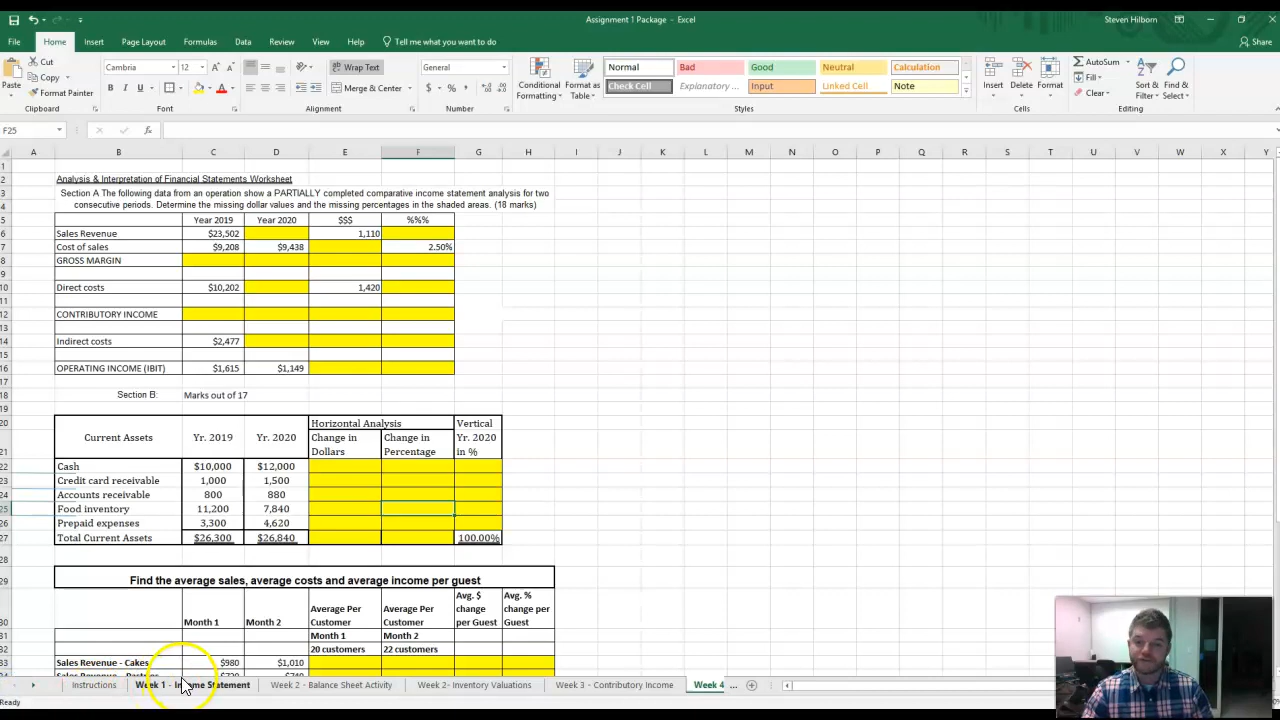 Assignment 1 Package - Excel
Steven Hilborn
File Home Insert Page Layout Formulas Data Review View Help Tell me what you want to do Share
Paste Cut Copy Format Painter Clipboard
Cambria 12 B I U A Font
Wrap Text Merge & Center Alignment
General $ % Number
Conditional Formatting Format as Table
Normal Bad Good Neutral Calculation
Check Cell Explanatory ... Input Linked Cell Note
Styles
Insert Delete Format Cells
AutoSum Fill Clear Sort & Filter Find & Select Editing
F25 fx
A B C D E F G H I J K L M N O P Q R S T U V W X Y
Analysis & Interpretation of Financial Statements Worksheet
Section A The following data from an operation show a PARTIALLY completed comparative income statement analysis for two
consecutive periods. Determine the missing dollar values and the missing percentages in the shaded areas. (18 marks)
Year 2019 Year 2020 $$$ %%%
Sales Revenue $23,502 1,110
Cost of sales $9,208 $9,438 2.50%
GROSS MARGIN
Direct costs $10,202 1,420
CONTRIBUTORY INCOME
Indirect costs $2,477
OPERATING INCOME (IBIT) $1,615 $1,149
Section B: Marks out of 17
Horizontal Analysis Vertical
Current Assets Yr. 2019 Yr. 2020 Change in Dollars Change in Percentage Yr. 2020 in %
Cash $10,000 $12,000
Credit card receivable 1,000 1,500
Accounts receivable 800 880
Food inventory 11,200 7,840
Prepaid expenses 3,300 4,620
Total Current Assets $26,300 $26,840 100.00%
Find the average sales, average costs and average income per guest
Month 1 Month 2 Average Per Customer Average Per Customer Avg. $ change per Guest Avg. % change per Guest
Month 1 Month 2
20 customers 22 customers
Sales Revenue - Cakes $980 $1,010
Instructions Week 1 - Income Statement Week 2 - Balance Sheet Activity Week 2- Inventory Valuations Week 3 - Contributory Income Week 4 ...
Ready